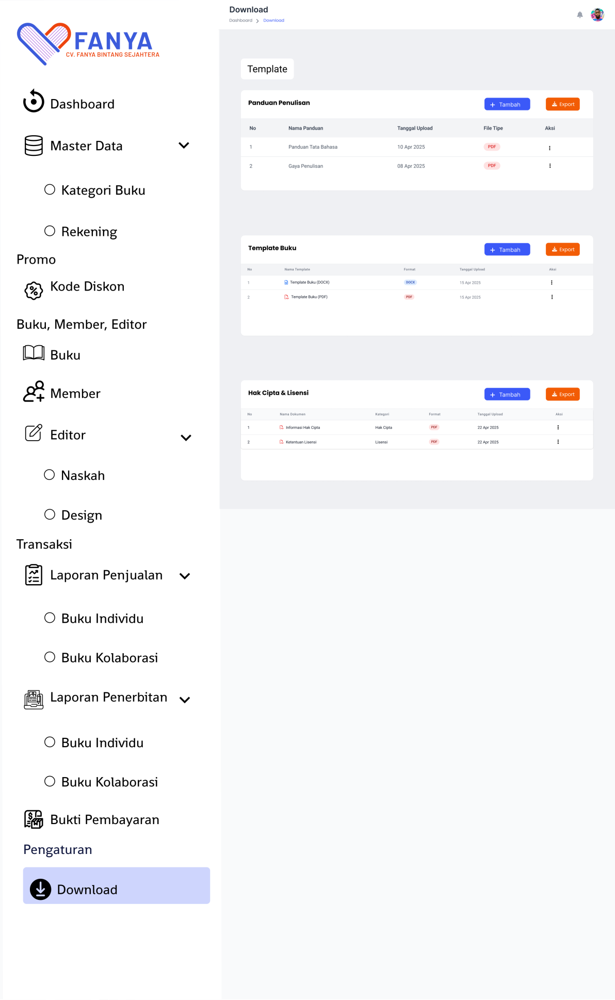 FANYA
CV. FANYA BINTANG SEJAHTERA
Dashboard
Master Data
Kategori Buku
Rekening
Promo
Kode Diskon
Buku, Member, Editor
Buku
Member
Editor
Naskah
Design
Transaksi
Laporan Penjualan
Buku Individu
Buku Kolaborasi
Laporan Penerbitan
Buku Individu
Buku Kolaborasi
Bukti Pembayaran
Pengaturan
Download
Download
Dashboard > Download
Template
Panduan Penulisan + Tambah Export
No Nama Panduan Tanggal Upload File Tipe Aksi
1 Panduan Tata Bahasa 10 Apr 2025 PDF
2 Gaya Penulisan 08 Apr 2025 PDF
Template Buku + Tambah Export
No Nama Template Format Tanggal Upload Aksi
1 Template Buku (DOCX) DOCX 15 Apr 2025
2 Template Buku (PDF) PDF 15 Apr 2025
Hak Cipta & Lisensi + Tambah Export
No Nama Dokumen Kategori Format Tanggal Upload Aksi
1 Informasi Hak Cipta Hak Cipta PDF 22 Apr 2025
2 Ketentuan Lisensi Lisensi PDF 22 Apr 2025